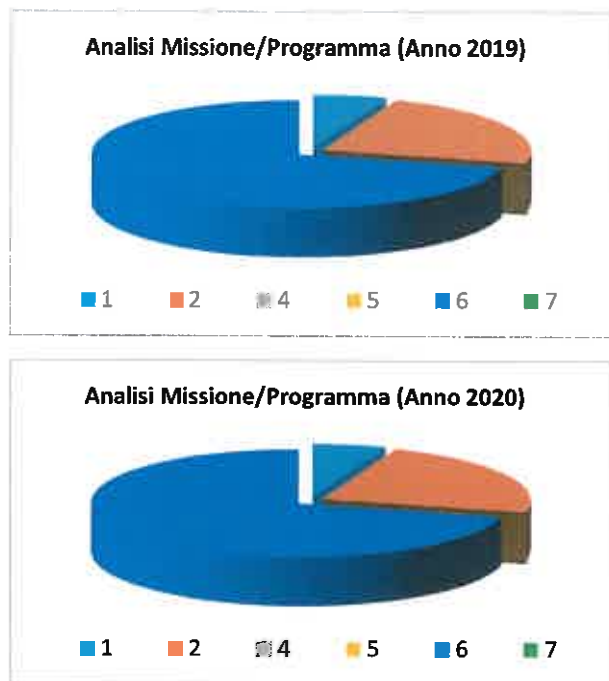 Analisi Missione/Programma (Anno 2019)
1 2 4 5 6 7
Analisi Missione/Programma (Anno 2020)
1 2 4 5 6 7